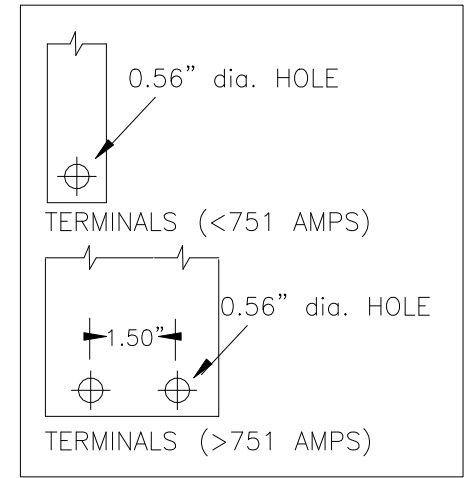 0.56" dia. HOLE
TERMINALS (<751 AMPS)
0.56" dia. HOLE
1.50"
TERMINALS (>751 AMPS)